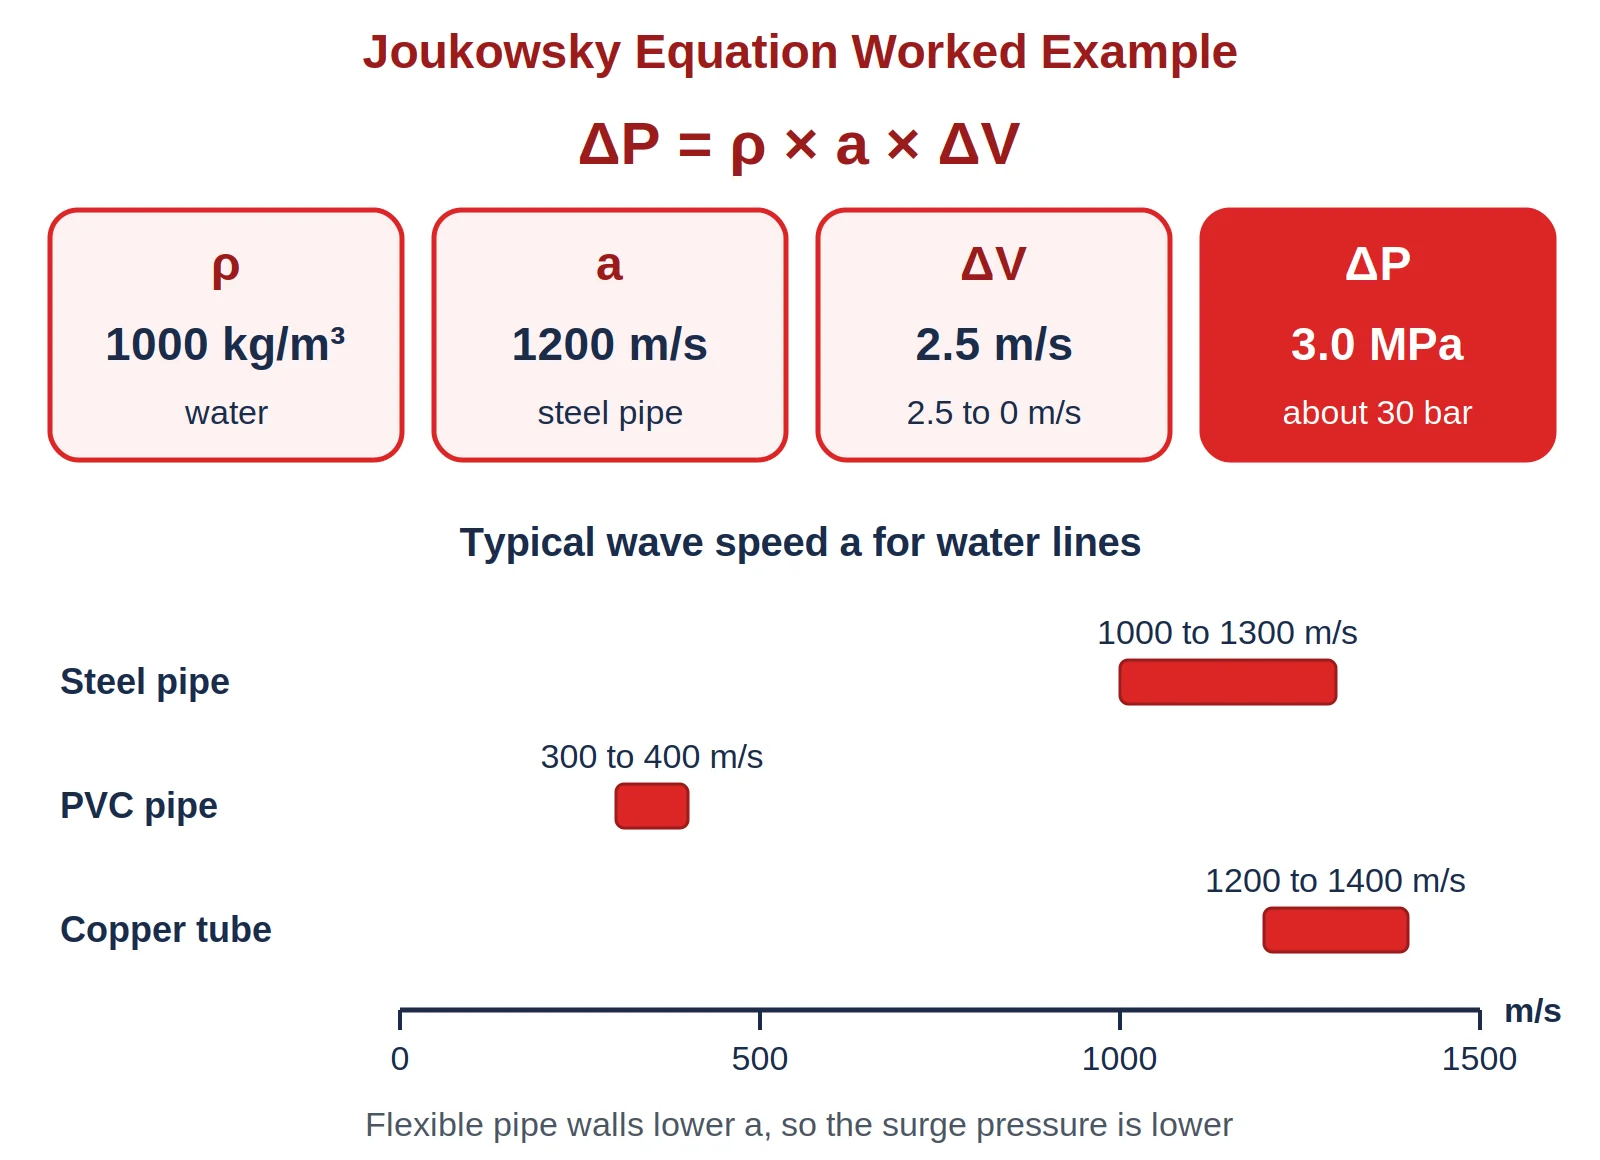 Joukowsky Equation Worked Example
ΔP = ρ × a × ΔV
ρ
1000 kg/m³
water
a
1200 m/s
steel pipe
ΔV
2.5 m/s
2.5 to 0 m/s
ΔP
3.0 MPa
about 30 bar
Typical wave speed a for water lines
1000 to 1300 m/s
Steel pipe
300 to 400 m/s
PVC pipe
1200 to 1400 m/s
Copper tube
m/s
0 500 1000 1500
Flexible pipe walls lower a, so the surge pressure is lower